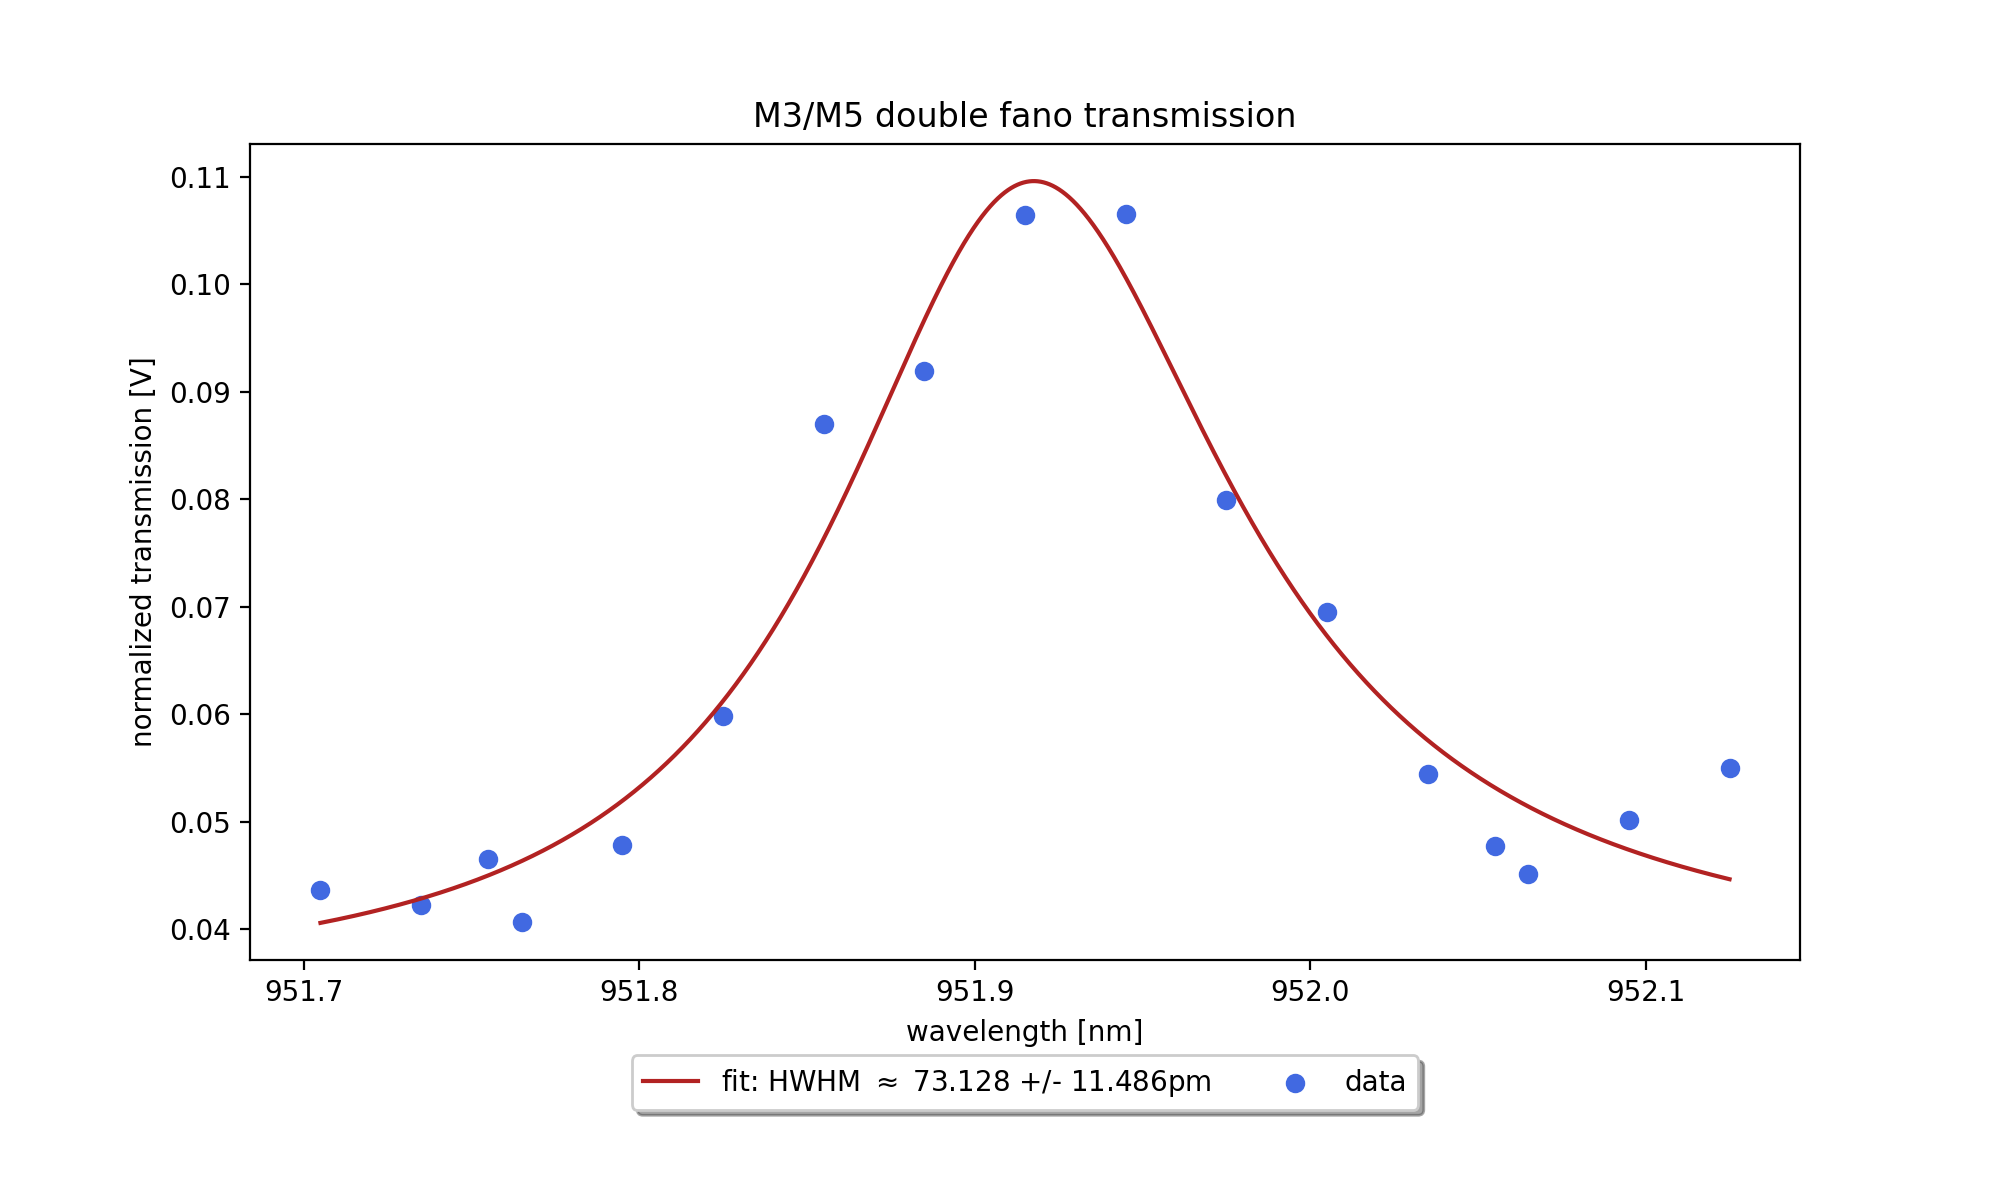 M3/M5 double fano transmission
normalized transmission [V]
0.11
0.10
0.09
0.08
0.07
0.06
0.05
0.04
951.7 951.8 951.9 952.0 952.1
wavelength [nm]
fit: HWHM ≈ 73.128 +/- 11.486pm data